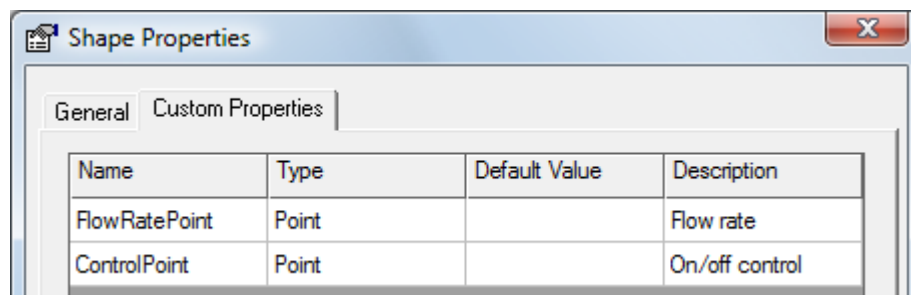 Shape Properties
General Custom Properties
Name Type Default Value Description
FlowRatePoint Point Flow rate
ControlPoint Point On/off control